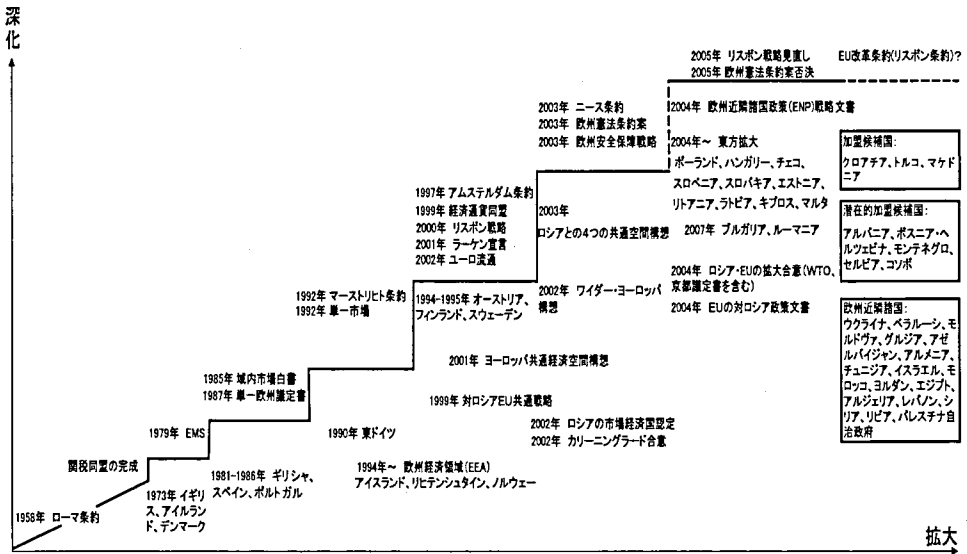 深化
2005年 リスボン戦略見直し
2005年 欧州憲法条約案否決
EU改革条約(リスボン条約)?
2003年 ニース条約
2003年 欧州憲法条約案
2003年 欧州安全保障戦略
2004年 欧州近隣諸国政策(ENP)戦略文書
2004年～ 東方拡大
ポーランド、ハンガリー、チェコ、
スロベニア、スロバキア、エストニア、
リトアニア、ラトビア、キプロス、マルタ
2007年 ブルガリア、ルーマニア
加盟候補国:
クロアチア、トルコ、マケド
ニア
潜在的加盟候補国:
アルバニア、ボスニア・ヘ
ルツェビナ、モンテネグロ、
セルビア、コソボ
1997年 アムステルダム条約
1999年 経済通貨同盟
2000年 リスボン戦略
2001年 ラーケン宣言
2002年 ユーロ流通
2003年
ロシアとの4つの共通空間構想
2004年 ロシア・EUの拡大合意(WTO、
京都議定書を含む)
2004年 EUの対ロシア政策文書
1992年 マーストリヒト条約
1992年 単一市場
1994-1995年 オーストリア、
フィンランド、スウェーデン
2002年 ワイダー・ヨーロッパ
構想
欧州近隣諸国:
ウクライナ、ベラルーシ、モ
ルドヴァ、グルジア、アゼ
ルバイジャン、アルメニア、
チュニジア、イスラエル、モ
ロッコ、ヨルダン、エジプト、
アルジェリア、レバノン、シ
リア、リビア、パレスチナ自
治政府
2001年 ヨーロッパ共通経済空間構想
1985年 域内市場白書
1987年 単一欧州議定書
1999年 対ロシアEU共通戦略
1979年 EMS
1990年 東ドイツ
2002年 ロシアの市場経済国認定
2002年 カリーニングラード合意
関税同盟の完成
1981-1986年 ギリシャ、
スペイン、ポルトガル
1994年～ 欧州経済領域(EEA)
アイスランド、リヒテンシュタイン、ノルウェー
1973年 イギリ
ス、アイルラン
ド、デンマーク
1958年 ローマ条約
拡大